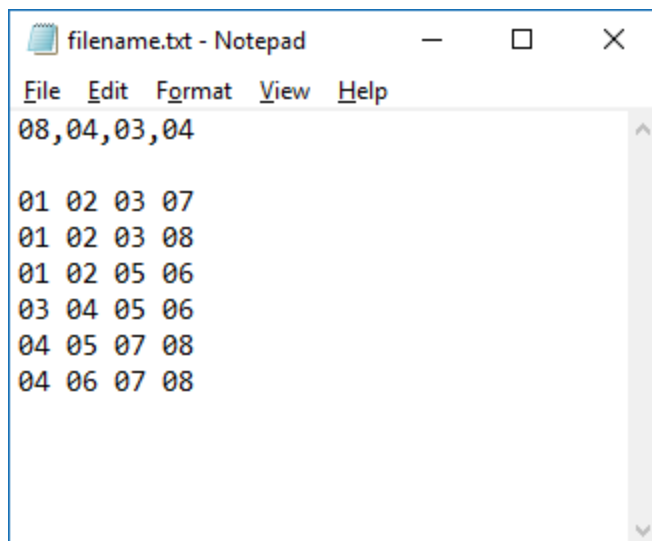 filename.txt - Notepad
File Edit Format View Help
08,04,03,04
01 02 03 07
01 02 03 08
01 02 05 06
03 04 05 06
04 05 07 08
04 06 07 08